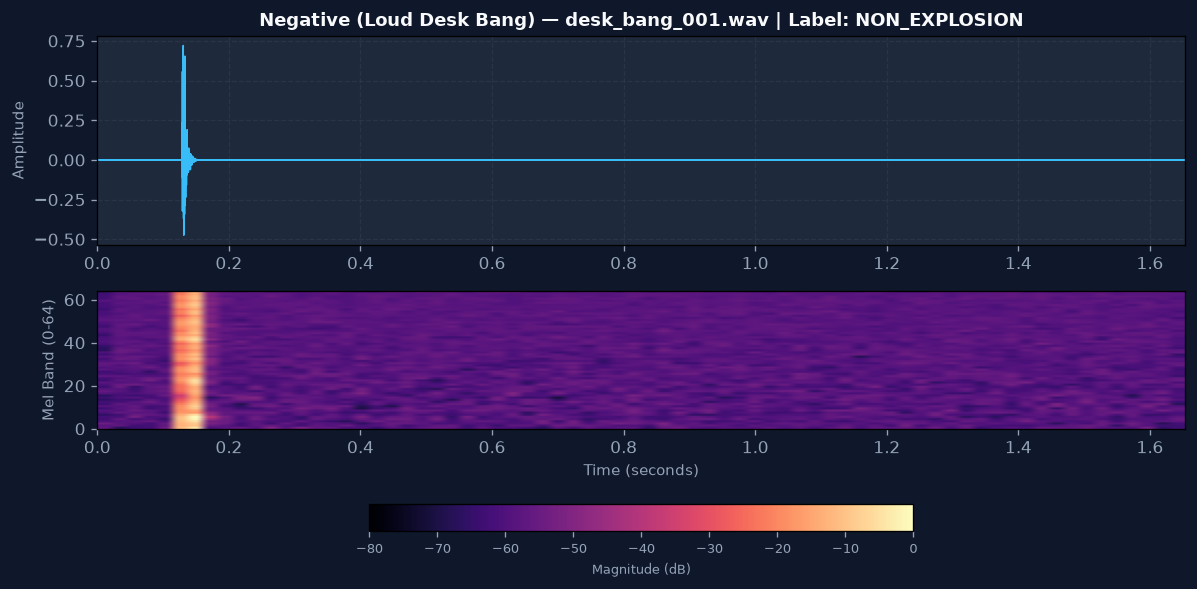 Negative (Loud Desk Bang) — desk_bang_001.wav | Label: NON_EXPLOSION
Amplitude
0.75
0.50
0.25
0.00
−0.25
−0.50
0.0 0.2 0.4 0.6 0.8 1.0 1.2 1.4 1.6
Mel Band (0-64)
60
40
20
0
0.0 0.2 0.4 0.6 0.8 1.0 1.2 1.4 1.6
Time (seconds)
−80 −70 −60 −50 −40 −30 −20 −10 0
Magnitude (dB)